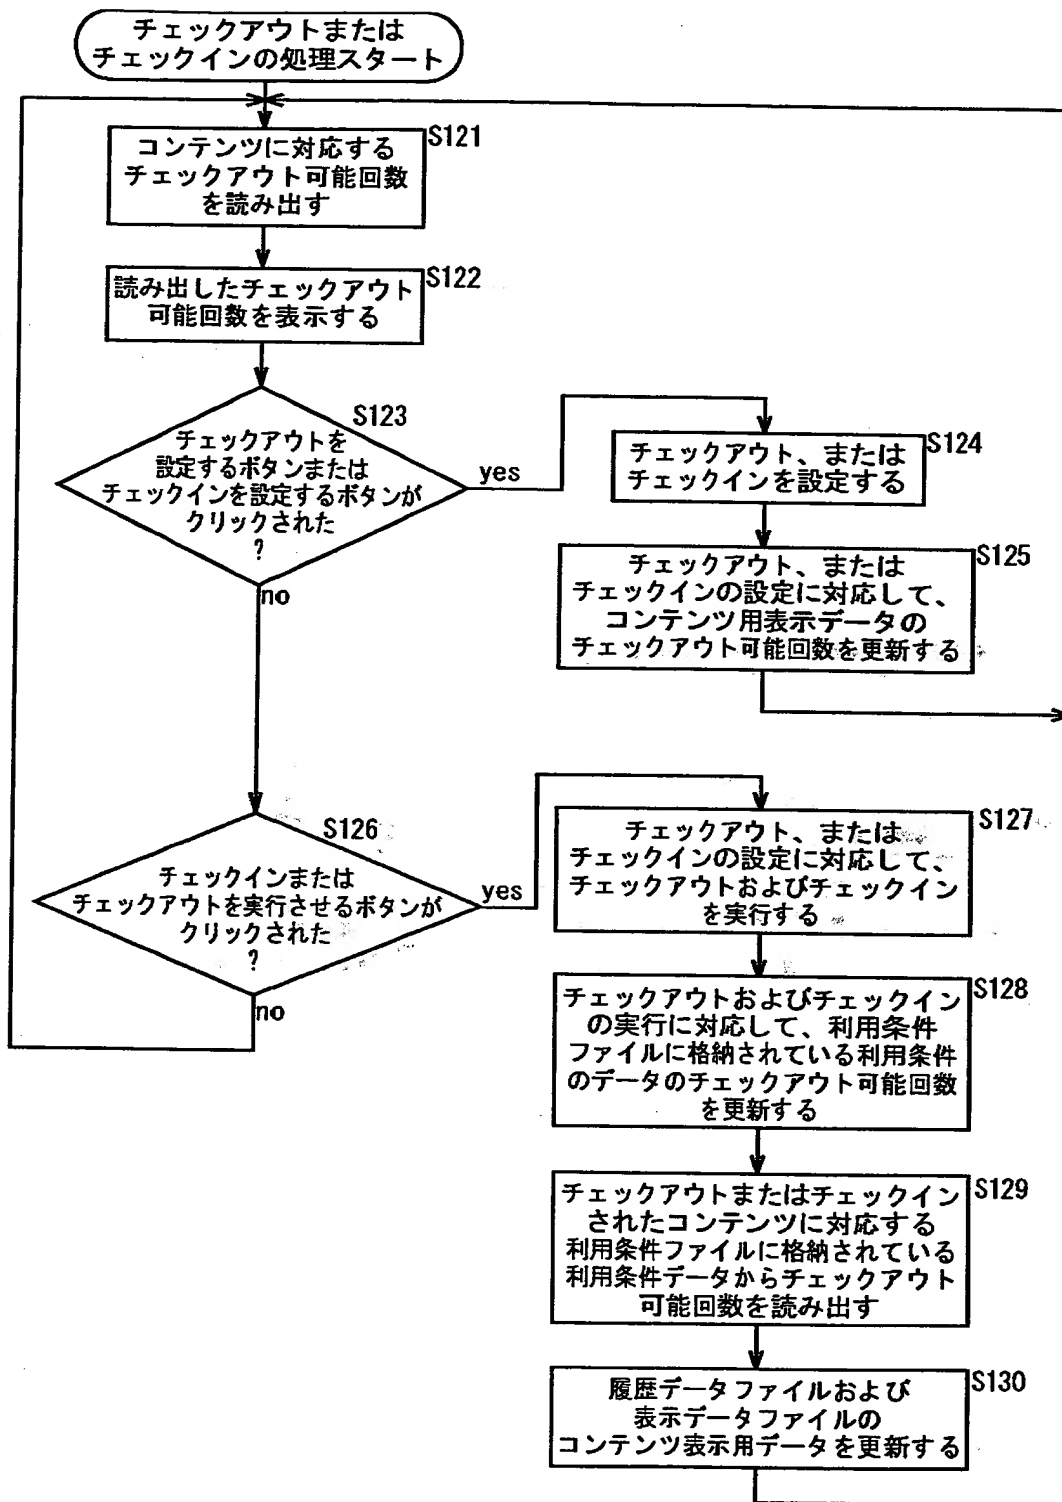 チェックアウトまたは
チェックインの処理スタート
S121
コンテンツに対応する
チェックアウト可能回数
を読み出す
S122
読み出したチェックアウト
可能回数を表示する
S123
チェックアウトを
設定するボタンまたは
チェックインを設定するボタンが
クリックされた
?
yes
no
S124
チェックアウト、または
チェックインを設定する
S125
チェックアウト、または
チェックインの設定に対応して、
コンテンツ用表示データの
チェックアウト可能回数を更新する
S126
チェックインまたは
チェックアウトを実行させるボタンが
クリックされた
?
yes
no
S127
チェックアウト、または
チェックインの設定に対応して、
チェックアウトおよびチェックイン
を実行する
S128
チェックアウトおよびチェックイン
の実行に対応して、利用条件
ファイルに格納されている利用条件
のデータのチェックアウト可能回数
を更新する
S129
チェックアウトまたはチェックイン
されたコンテンツに対応する
利用条件ファイルに格納されている
利用条件データからチェックアウト
可能回数を読み出す
S130
履歴データファイルおよび
表示データファイルの
コンテンツ表示用データを更新する